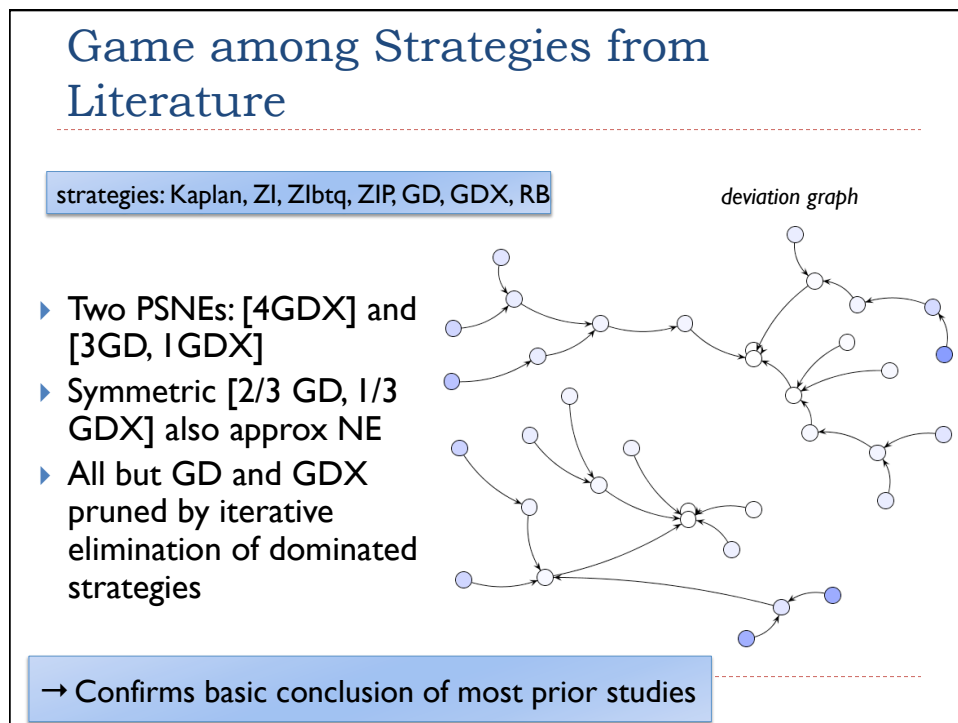 Game among Strategies from
Literature
strategies: Kaplan, ZI, ZIbtq, ZIP, GD, GDX, RB
deviation graph
Two PSNEs: [4GDX] and
[3GD, 1GDX]
Symmetric [2/3 GD, 1/3
GDX] also approx NE
All but GD and GDX
pruned by iterative
elimination of dominated
strategies
→ Confirms basic conclusion of most prior studies